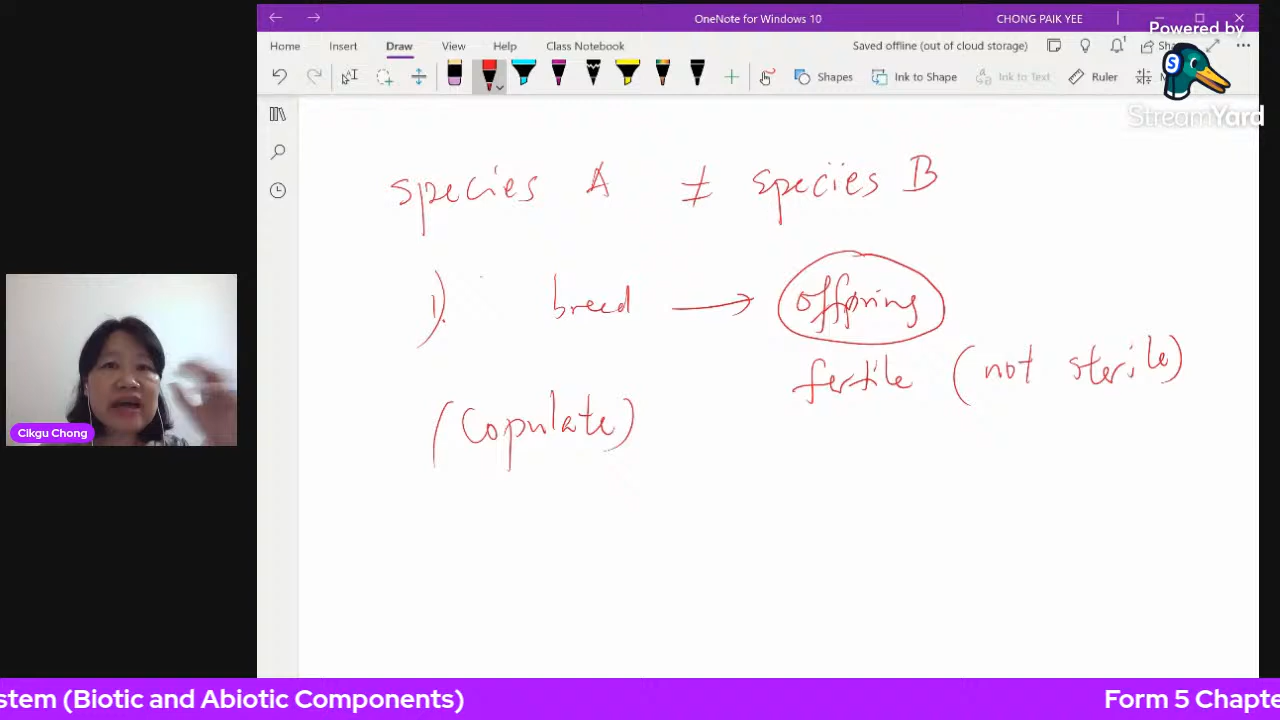 OneNote for Windows 10
CHONG PAIK YEE
Powered by
Home Insert Draw View Help Class Notebook
Saved offline (out of cloud storage)
Shapes Ink to Shape Ink to Text Ruler
StreamYard
species A ≠ species B
1). breed → offspring
fertile (not sterile)
(copulate)
Cikgu Chong
stem (Biotic and Abiotic Components)
Form 5 Chapte